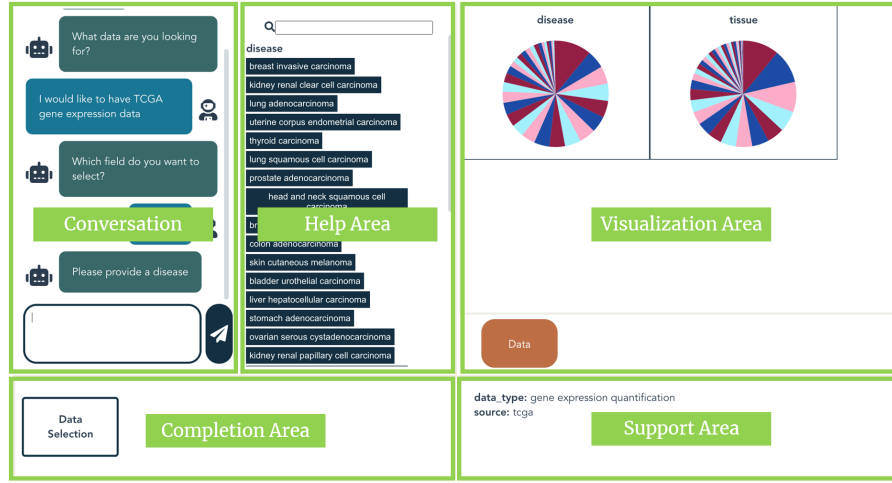 What data are you looking
for?
I would like to have TCGA
gene expression data
Which field do you want to
select?
Conversation
Please provide a disease
disease
breast invasive carcinoma
kidney renal clear cell carcinoma
lung adenocarcinoma
uterine corpus endometrial carcinoma
thyroid carcinoma
lung squamous cell carcinoma
prostate adenocarcinoma
head and neck squamous cell
carcinoma
Help Area
colon adenocarcinoma
skin cutaneous melanoma
bladder urothelial carcinoma
liver hepatocellular carcinoma
stomach adenocarcinoma
ovarian serous cystadenocarcinoma
kidney renal papillary cell carcinoma
disease
tissue
Visualization Area
Data
Data
Selection
Completion Area
data_type: gene expression quantification
source: tcga
Support Area